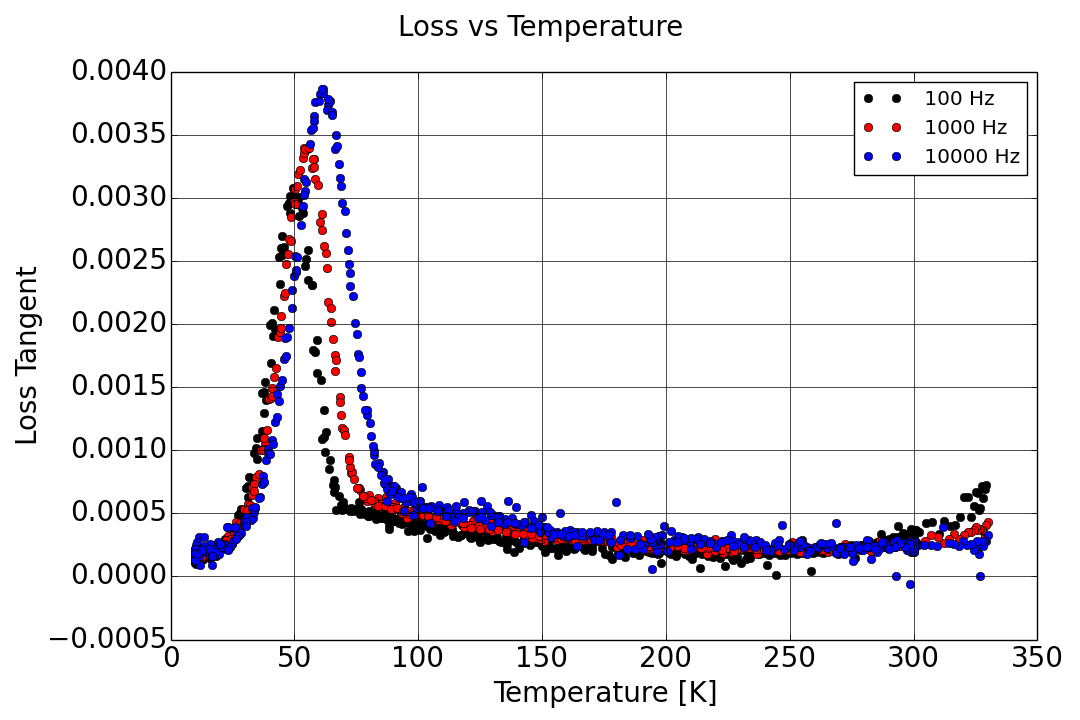 Loss vs Temperature
0.0040
0.0035
0.0030
0.0025
0.0020
0.0015
0.0010
0.0005
0.0000
−0.0005
Loss Tangent
100 Hz
1000 Hz
10000 Hz
0 50 100 150 200 250 300 350
Temperature [K]